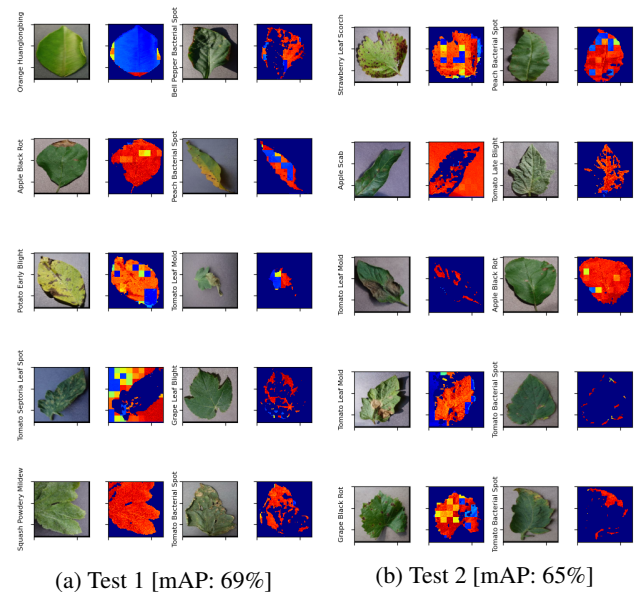 Orange Huanglongbing
Bell Pepper Bacterial Spot
Apple Black Rot
Peach Bacterial Spot
Potato Early Blight
Tomato Leaf Mold
Tomato Septoria Leaf Spot
Grape Leaf Blight
Squash Powdery Mildew
Tomato Bacterial Spot
(a) Test 1 [mAP: 69%]
Strawberry Leaf Scorch
Peach Bacterial Spot
Apple Scab
Tomato Late Blight
Tomato Leaf Mold
Apple Black Rot
Tomato Leaf Mold
Tomato Bacterial Spot
Grape Black Rot
Tomato Bacterial Spot
(b) Test 2 [mAP: 65%]